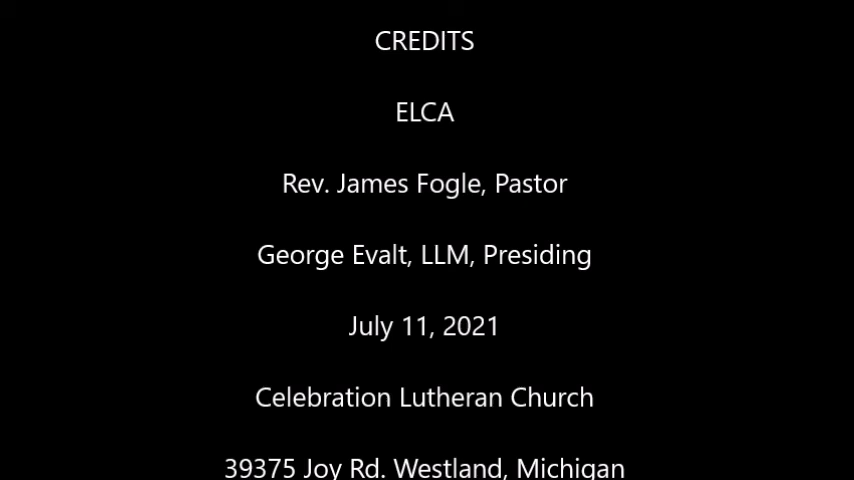 CREDITS
ELCA
Rev. James Fogle, Pastor
George Evalt, LLM, Presiding
July 11, 2021
Celebration Lutheran Church
39375 Joy Rd. Westland, Michigan